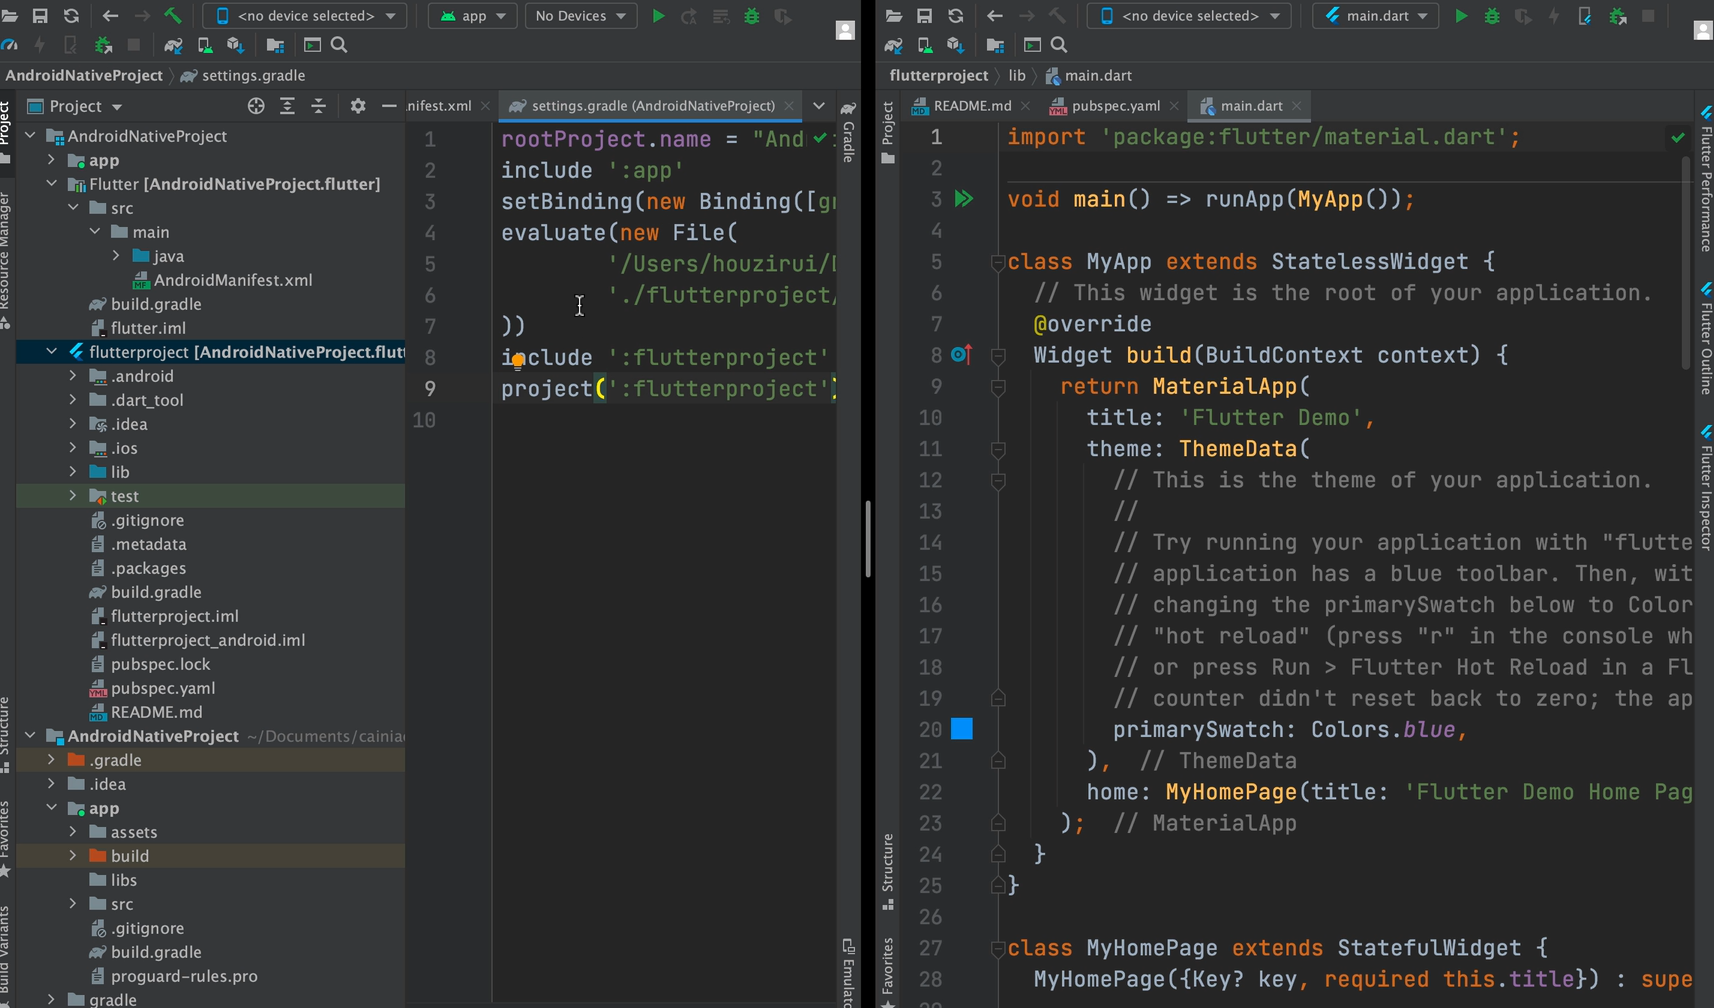 <no device selected>
app
No Devices
AndroidNativeProject
settings.gradle
Project
Project
Resource Manager
Structure
Favorites
Build Variants
AndroidNativeProject
app
Flutter [AndroidNativeProject.flutter]
src
main
java
AndroidManifest.xml
build.gradle
flutter.iml
flutterproject [AndroidNativeProject.flutt
.android
.dart_tool
.idea
.ios
lib
test
.gitignore
.metadata
.packages
build.gradle
flutterproject.iml
flutterproject_android.iml
pubspec.lock
pubspec.yaml
README.md
AndroidNativeProject ~/Documents/cainia
.gradle
.idea
app
assets
build
libs
src
.gitignore
build.gradle
proguard-rules.pro
gradle
nifest.xml
settings.gradle (AndroidNativeProject)
1 rootProject.name = "And
2 include ':app'
3 setBinding(new Binding([gr
4 evaluate(new File(
5 '/Users/houzirui/
6 './flutterproject/
7 ))
8 include ':flutterproject'
9 project(':flutterproject')
10
Gradle
Emulato
<no device selected>
main.dart
flutterproject
lib
main.dart
Project
Structure
Favorites
README.md
pubspec.yaml
main.dart
1 import 'package:flutter/material.dart';
2
3 void main() => runApp(MyApp());
4
5 class MyApp extends StatelessWidget {
6 // This widget is the root of your application.
7 @override
8 Widget build(BuildContext context) {
9 return MaterialApp(
10 title: 'Flutter Demo',
11 theme: ThemeData(
12 // This is the theme of your application.
13 //
14 // Try running your application with "flutte
15 // application has a blue toolbar. Then, wit
16 // changing the primarySwatch below to Color
17 // "hot reload" (press "r" in the console wh
18 // or press Run > Flutter Hot Reload in a Fl
19 // counter didn't reset back to zero; the ap
20 primarySwatch: Colors.blue,
21 ), // ThemeData
22 home: MyHomePage(title: 'Flutter Demo Home Pag
23 ); // MaterialApp
24 }
25 }
26
27 class MyHomePage extends StatefulWidget {
28 MyHomePage({Key? key, required this.title}) : supe
Flutter Performance
Flutter Outline
Flutter Inspector